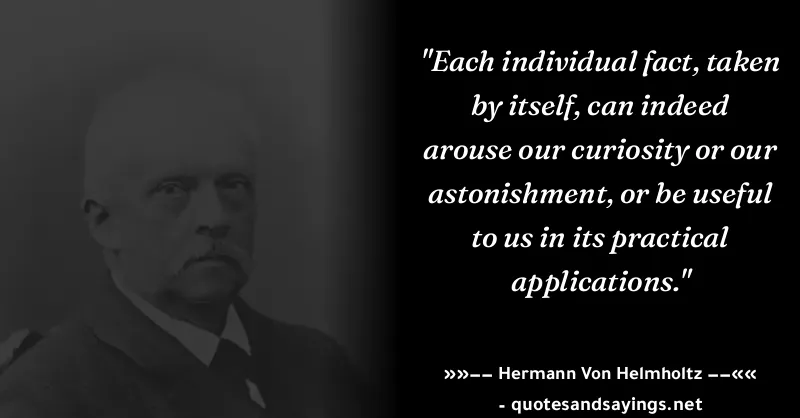 "Each individual fact, taken
by itself, can indeed
arouse our curiosity or our
astonishment, or be useful
to us in its practical
applications."
»»−− Hermann Von Helmholtz −−««
- quotesandsayings.net